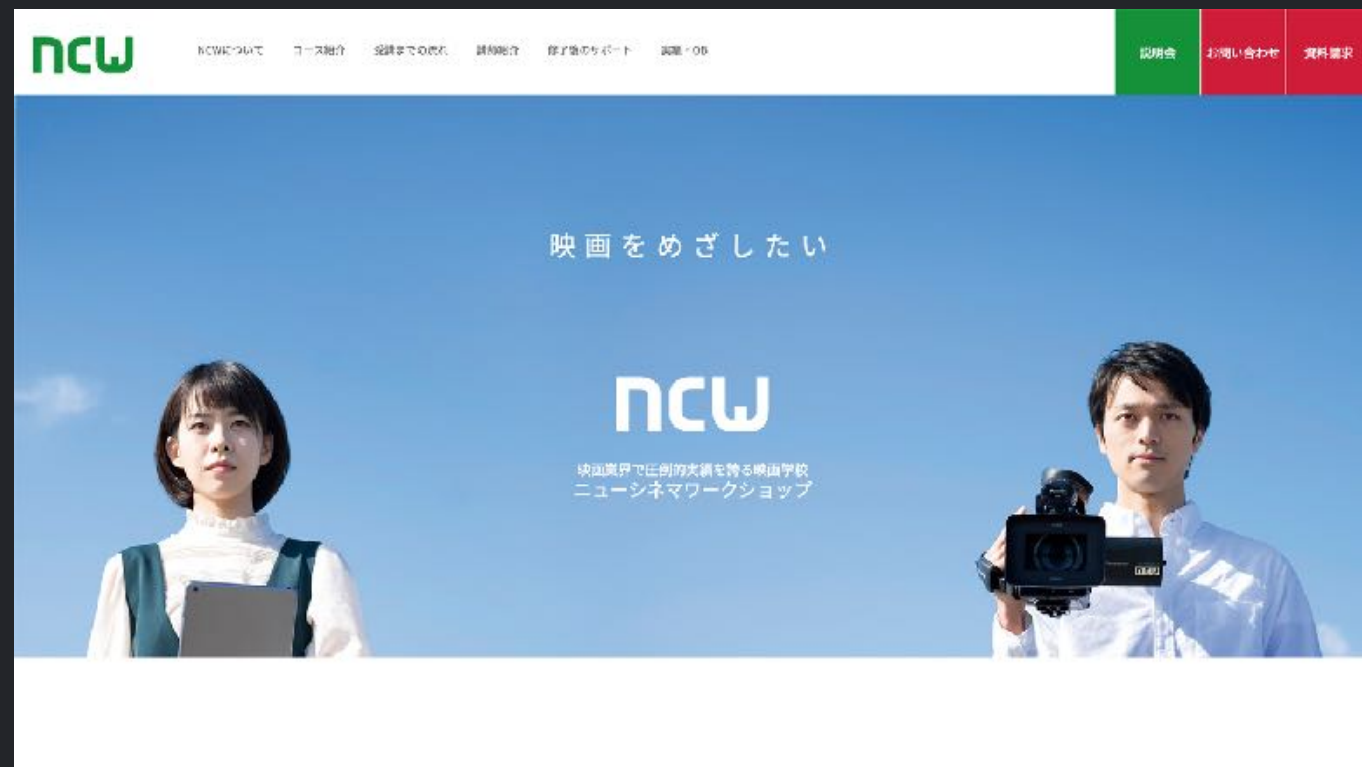 ncw
NCWについて コース紹介 受講までの流れ 講師紹介 修了後のサポート 実績・OB
説明会 お問い合わせ 資料請求
映画をめざしたい
ncw
映画業界で圧倒的実績を誇る映画学校
ニューシネマワークショップ
ncw